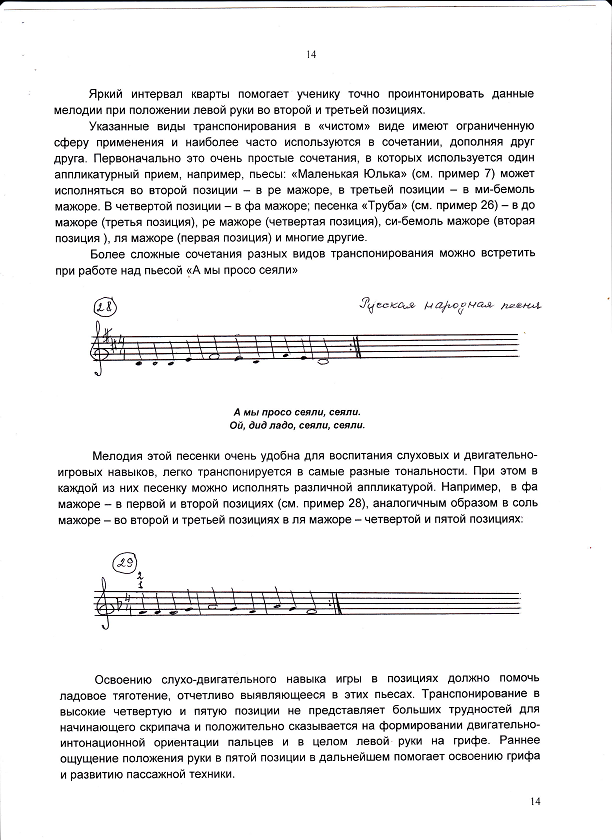 14
Яркий интервал кварты помогает ученику точно проинтонировать данные
мелодии при положении левой руки во второй и третьей позициях.
Указанные виды транспонирования в «чистом» виде имеют ограниченную
сферу применения и наиболее часто используются в сочетании, дополняя друг
друга. Первоначально это очень простые сочетания, в которых используется один
аппликатурный прием, например, пьесы: «Маленькая Юлька» (см. пример 7) может
исполняться во второй позиции – в ре мажоре, в третьей позиции – в ми-бемоль
мажоре. В четвертой позиции – в фа мажоре; песенка «Труба» (см. пример 26) – в до
мажоре (третья позиция), ре мажоре (четвертая позиция), си-бемоль мажоре (вторая
позиция ), ля мажоре (первая позиция) и многие другие.
Более сложные сочетания разных видов транспонирования можно встретить
при работе над пьесой «А мы просо сеяли»
28 Русская народная песня
4
4
А мы просо сеяли, сеяли.
Ой, дид ладо, сеяли, сеяли.
Мелодия этой песенки очень удобна для воспитания слуховых и двигательно-
игровых навыков, легко транспонируется в самые разные тональности. При этом в
каждой из них песенку можно исполнять различной аппликатурой. Например, в фа
мажоре – в первой и второй позициях (см. пример 28), аналогичным образом в соль
мажоре – во второй и третьей позициях в ля мажоре – четвертой и пятой позициях:
29
2
1
4
4
Освоению слухо-двигательного навыка игры в позициях должно помочь
ладовое тяготение, отчетливо выявляющееся в этих пьесах. Транспонирование в
высокие четвертую и пятую позиции не представляет больших трудностей для
начинающего скрипача и положительно сказывается на формировании двигательно-
интонационной ориентации пальцев и в целом левой руки на грифе. Раннее
ощущение положения руки в пятой позиции в дальнейшем помогает освоению грифа
и развитию пассажной техники.
14